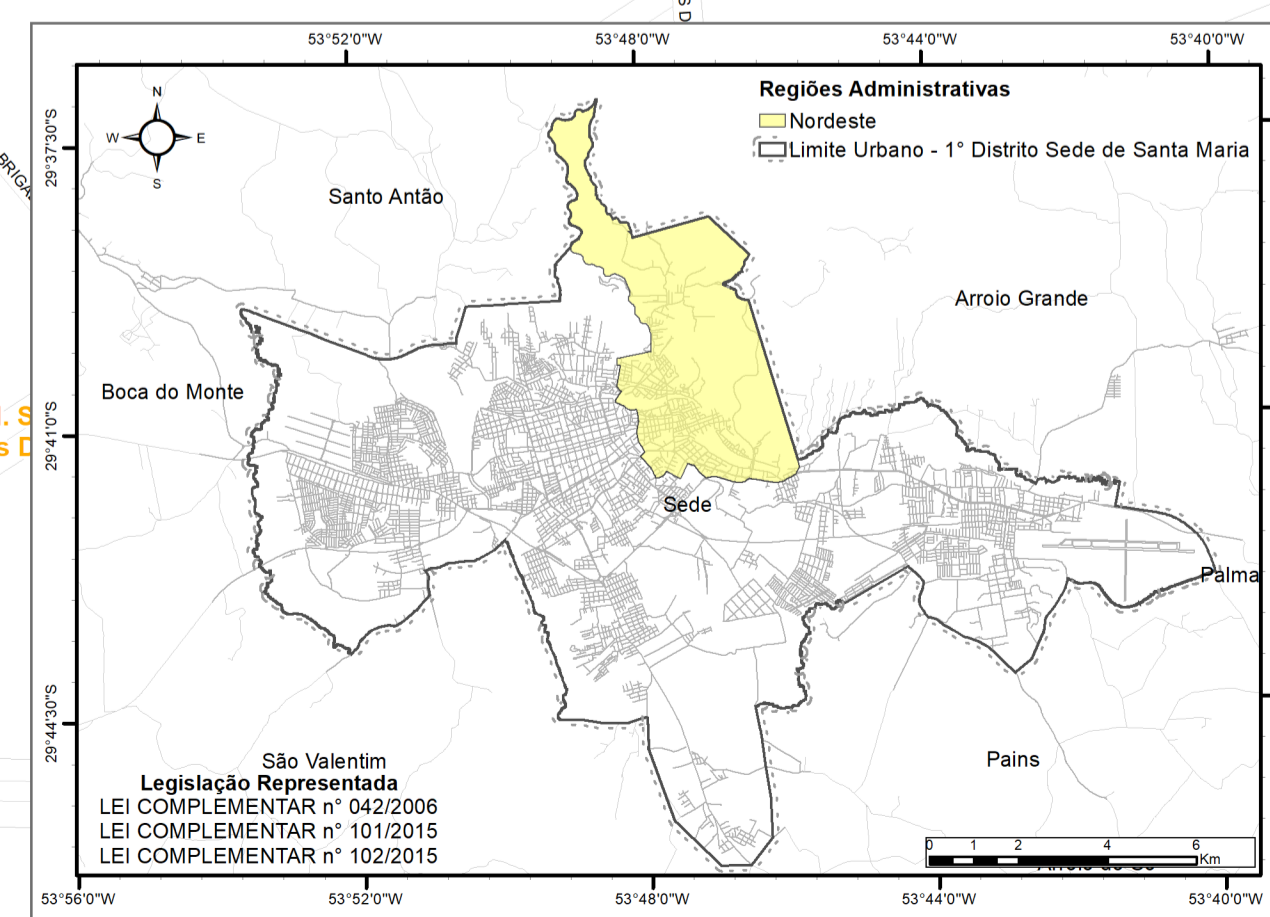 S D
53°52'0"W
53°48'0"W
53°44'0"W
53°40'0"W
Regiões Administrativas
Nordeste
Limite Urbano - 1° Distrito Sede de Santa Maria
N
W
E
S
29°37'30"S
Santo Antão
Arroio Grande
Boca do Monte
29°41'0"S
Sede
Palma
29°44'30"S
São Valentim
Pains
Legislação Representada
LEI COMPLEMENTAR n° 042/2006
LEI COMPLEMENTAR n° 101/2015
LEI COMPLEMENTAR n° 102/2015
0 1 2 4 6
Km
53°56'0"W
53°52'0"W
53°48'0"W
53°44'0"W
53°40'0"W